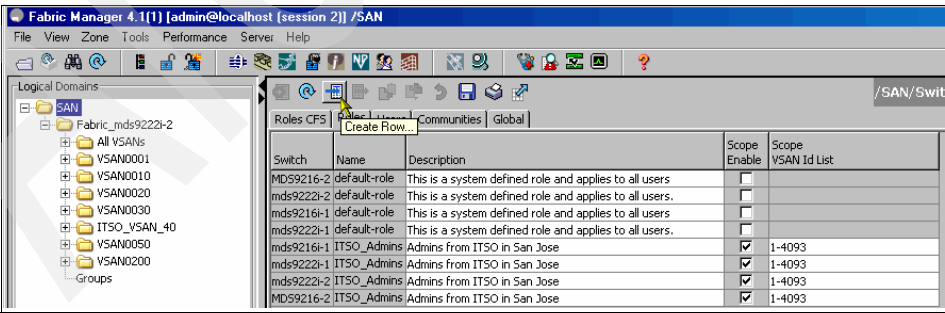 Fabric Manager 4.1(1) [admin@localhost (session 2)] /SAN
File View Zone Tools Performance Server Help
Logical Domains
SAN
Fabric_mds9222i-2
All VSANs
VSAN0001
VSAN0010
VSAN0020
VSAN0030
ITSO_VSAN_40
VSAN0050
VSAN0200
Groups
/SAN/Swit
Roles CFS Roles Users Communities Global
Create Row...
Switch Name Description Scope Enable Scope VSAN Id List
MDS9216-2 default-role This is a system defined role and applies to all users
mds9222i-2 default-role This is a system defined role and applies to all users.
mds9216i-1 default-role This is a system defined role and applies to all users
mds9222i-1 default-role This is a system defined role and applies to all users.
mds9216i-1 ITSO_Admins Admins from ITSO in San Jose 1-4093
mds9222i-1 ITSO_Admins Admins from ITSO in San Jose 1-4093
mds9222i-2 ITSO_Admins Admins from ITSO in San Jose 1-4093
MDS9216-2 ITSO_Admins Admins from ITSO in San Jose 1-4093